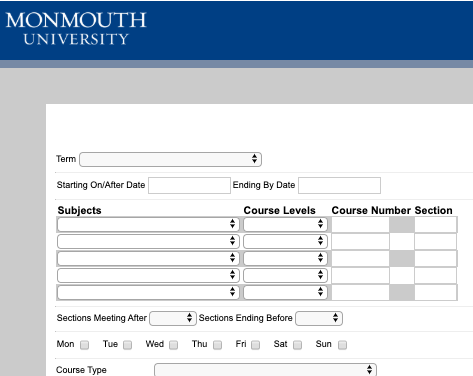 MONMOUTH
UNIVERSITY
Term
Starting On/After Date Ending By Date
Subjects Course Levels Course Number Section
Sections Meeting After Sections Ending Before
Mon Tue Wed Thu Fri Sat Sun
Course Type